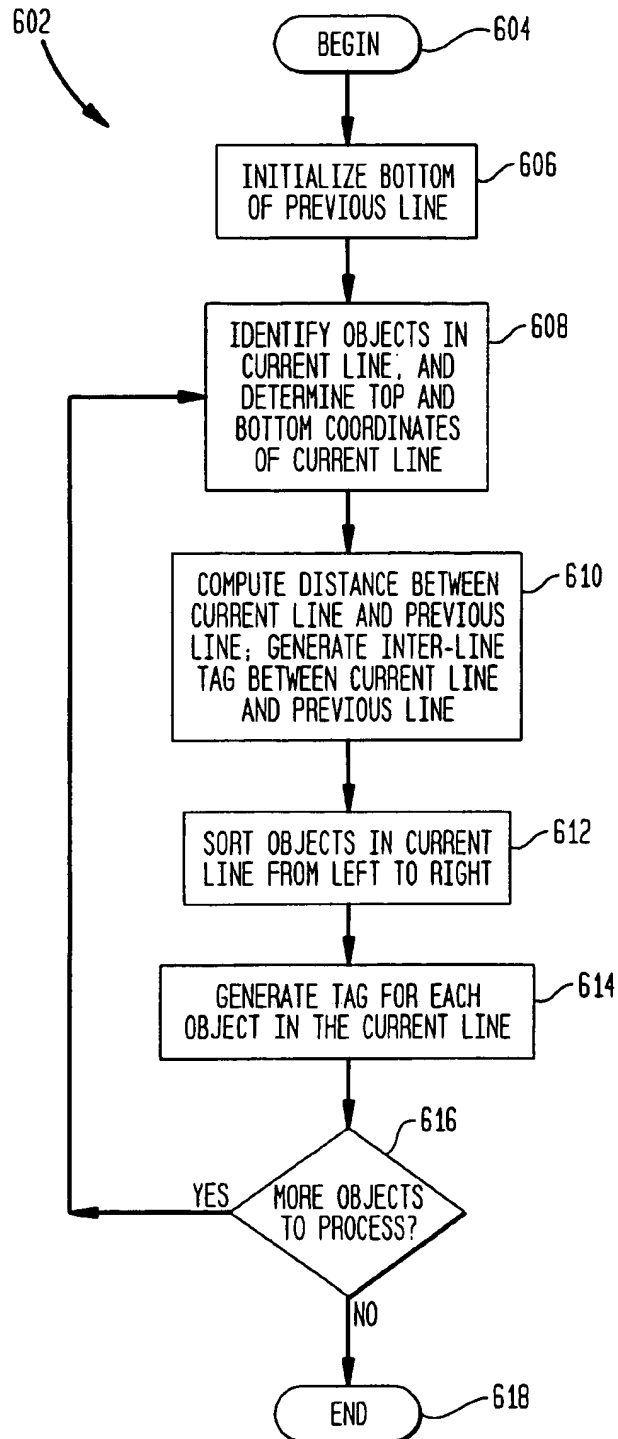 602
BEGIN
604
INITIALIZE BOTTOM
OF PREVIOUS LINE
606
IDENTIFY OBJECTS IN
CURRENT LINE; AND
DETERMINE TOP AND
BOTTOM COORDINATES
OF CURRENT LINE
608
COMPUTE DISTANCE BETWEEN
CURRENT LINE AND PREVIOUS
LINE; GENERATE INTER-LINE
TAG BETWEEN CURRENT LINE
AND PREVIOUS LINE
610
SORT OBJECTS IN CURRENT
LINE FROM LEFT TO RIGHT
612
GENERATE TAG FOR EACH
OBJECT IN THE CURRENT LINE
614
616
YES
MORE OBJECTS
TO PROCESS?
NO
END
618